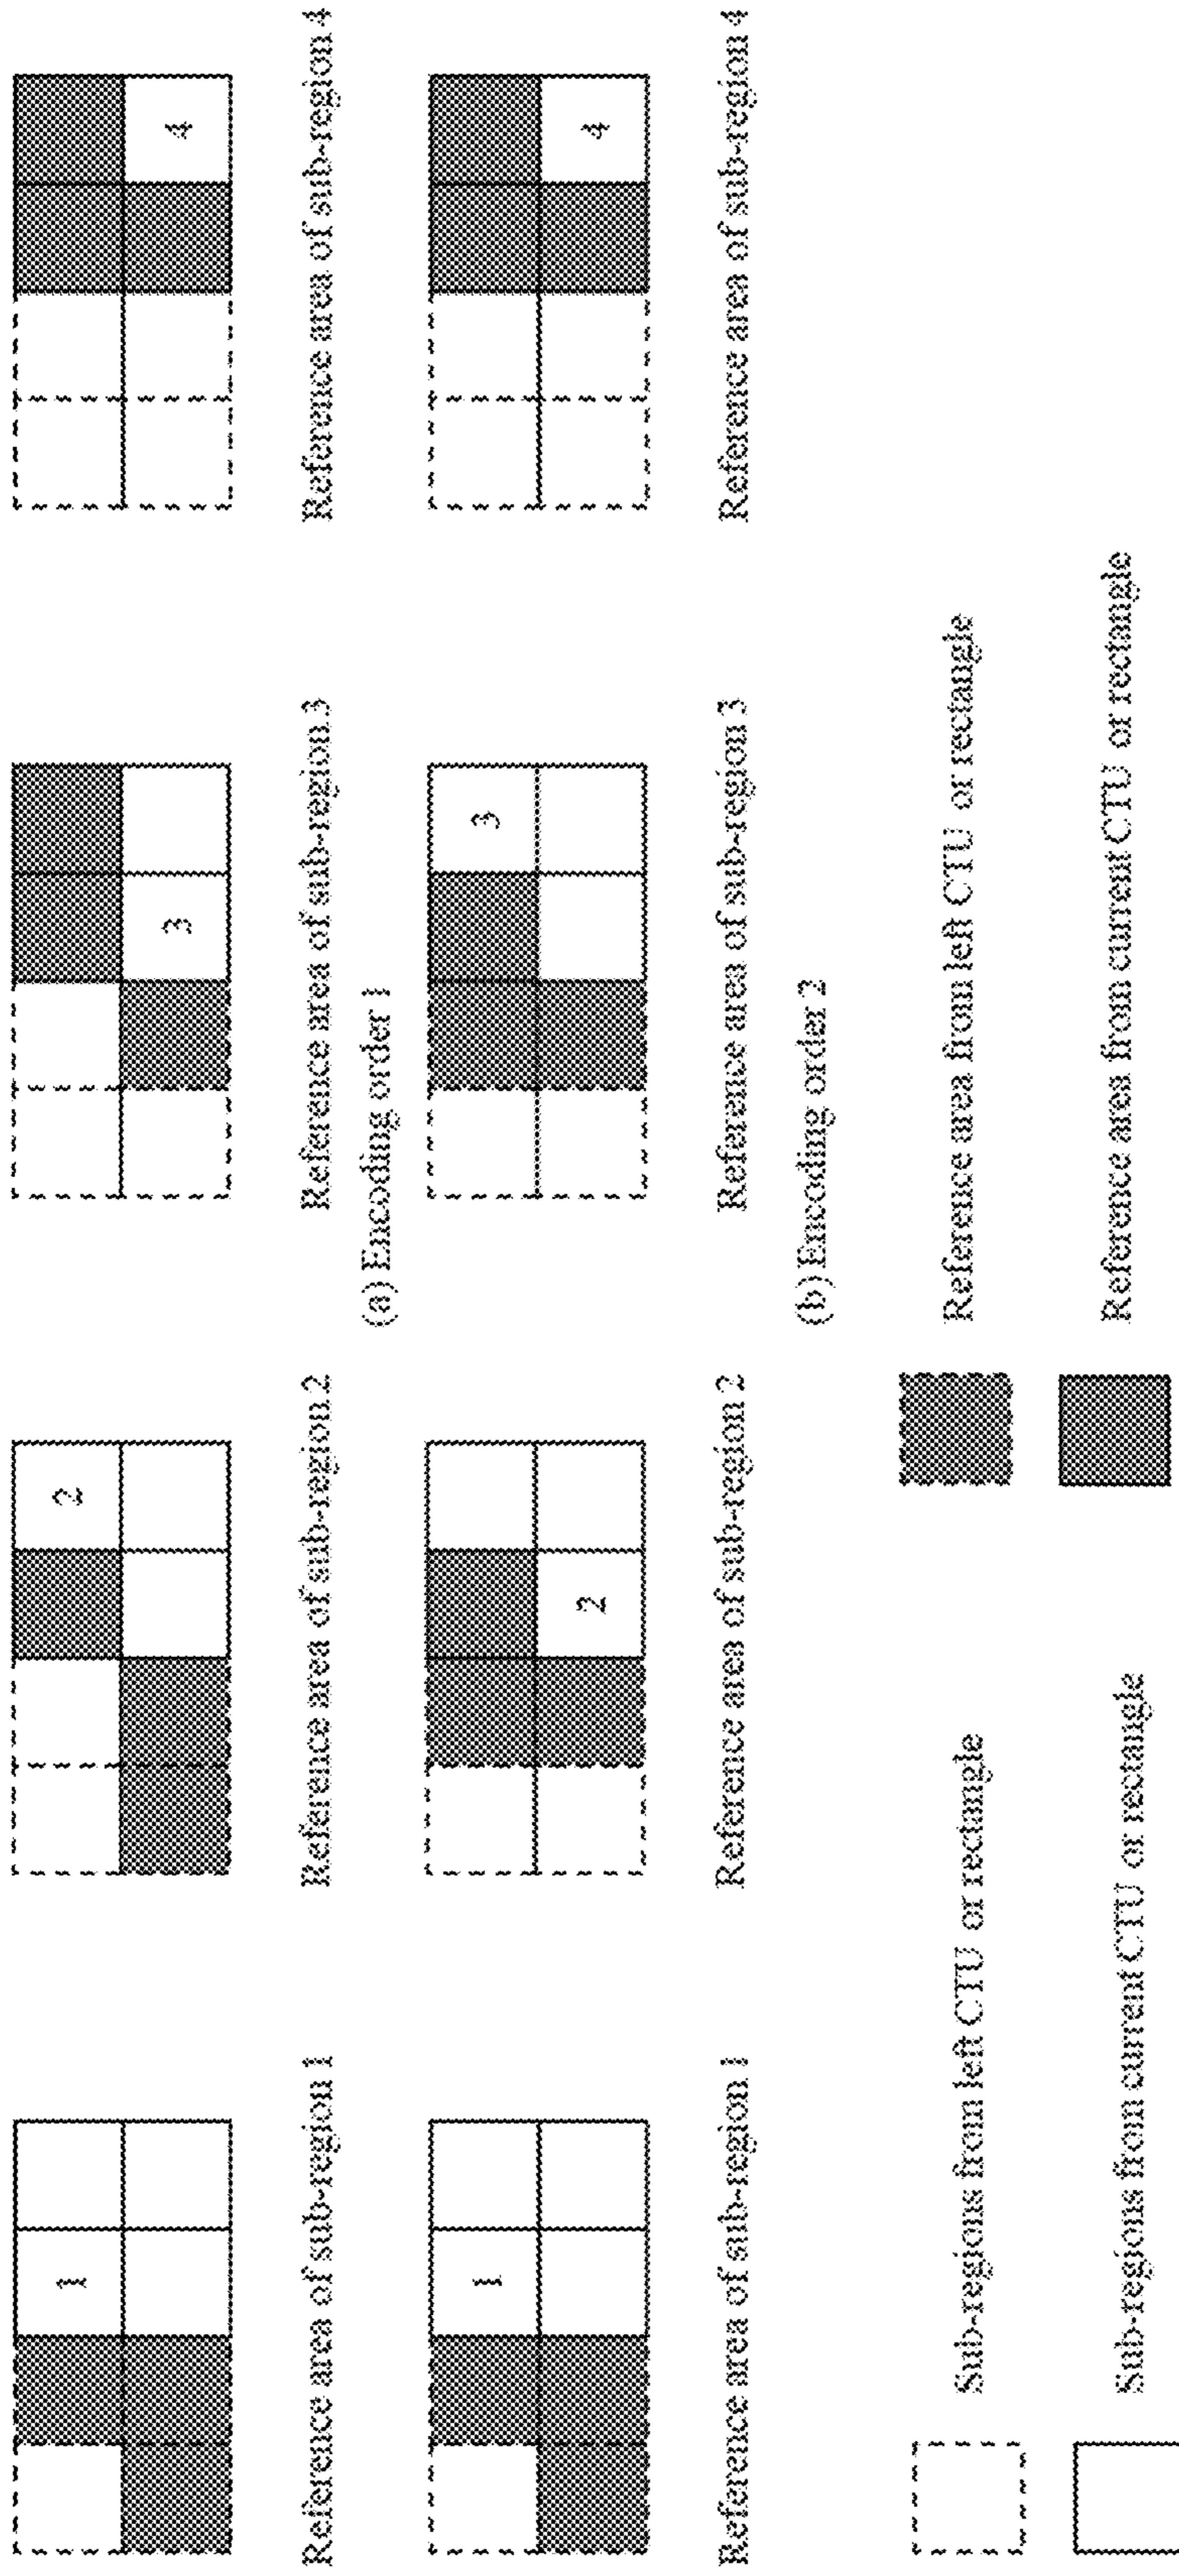 1
2
3
4
Reference area of sub-region 1
Reference area of sub-region 2
Reference area of sub-region 3
Reference area of sub-region 4
(a) Encoding order 1
1
2
3
4
Reference area of sub-region 1
Reference area of sub-region 2
Reference area of sub-region 3
Reference area of sub-region 4
(b) Encoding order 2
Sub-regions from left CTU or rectangle
Reference area from left CTU or rectangle
Sub-regions from current CTU or rectangle
Reference area from current CTU or rectangle